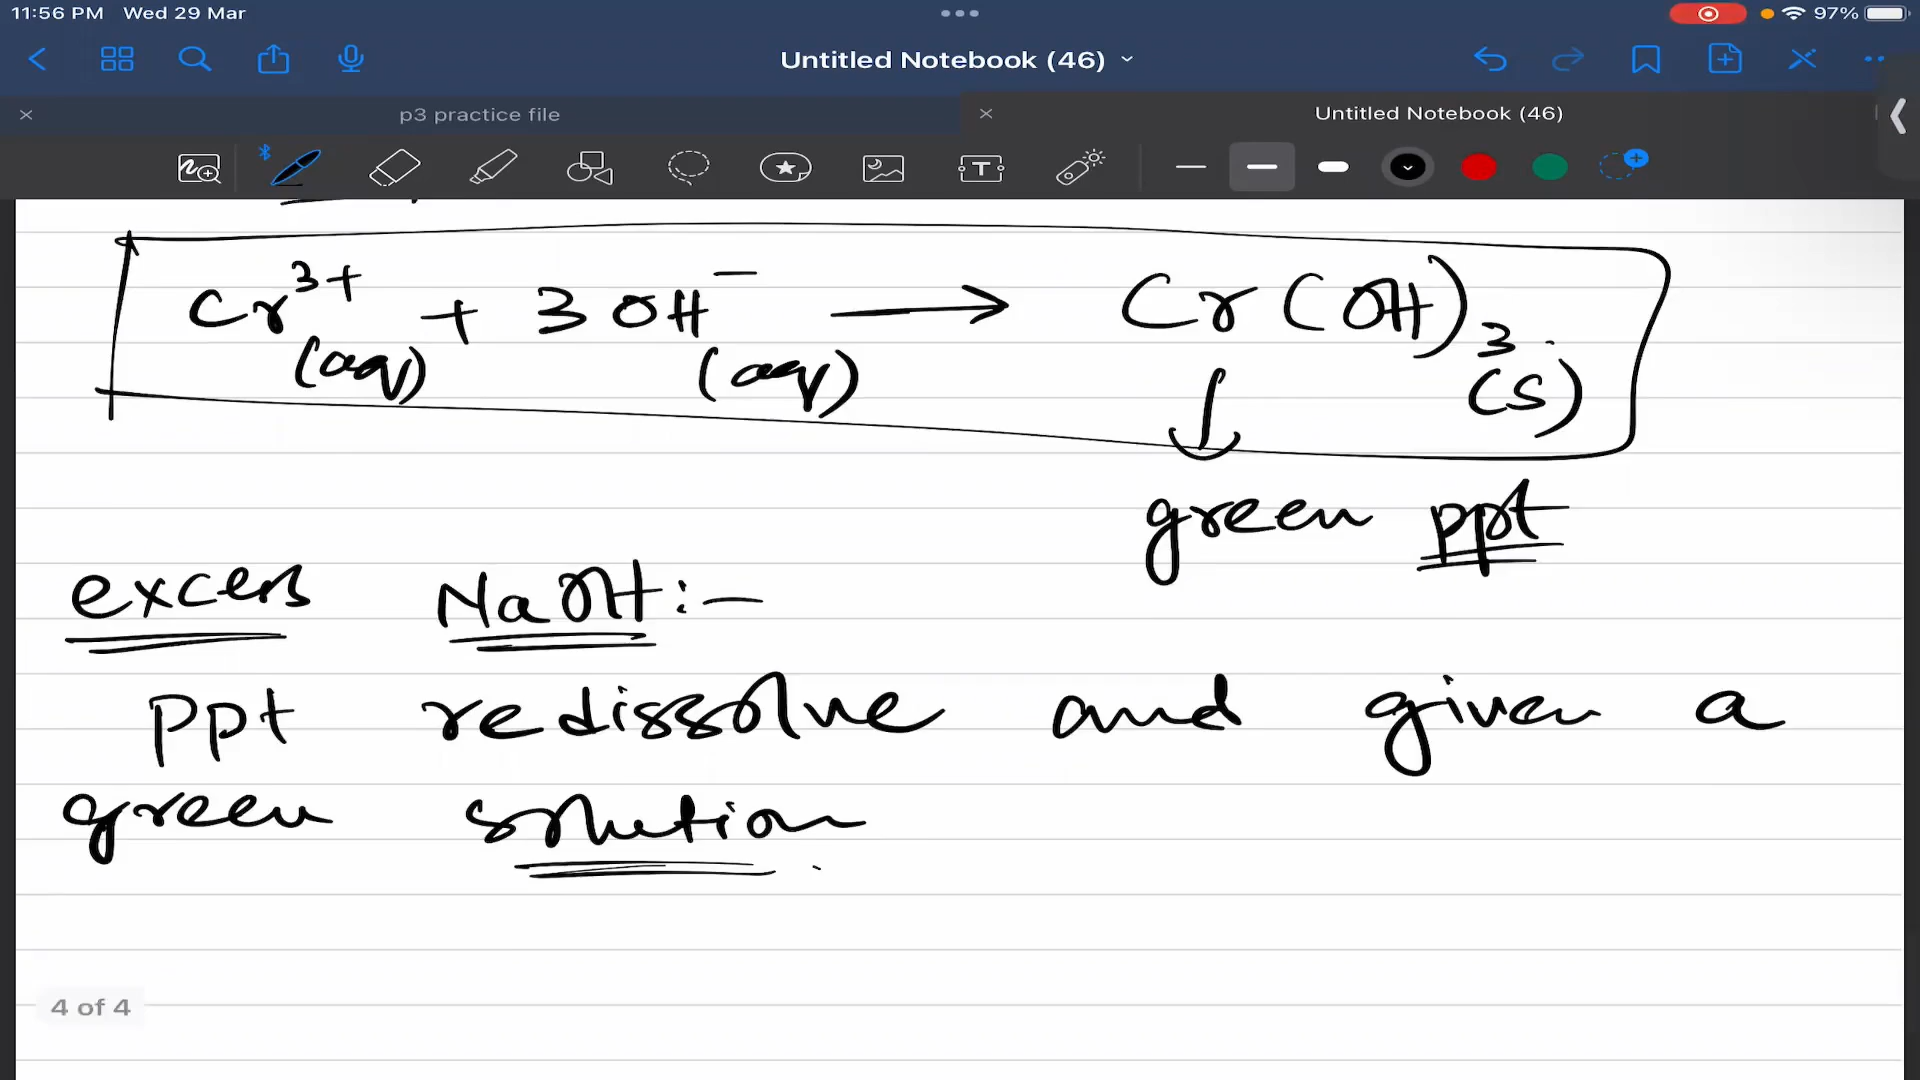 11:56 PM Wed 29 Mar
97%
Untitled Notebook (46)
p3 practice file
Untitled Notebook (46)
Cr³⁺(aq) + 3OH⁻(aq) → Cr(OH)₃(s)
↓
green ppt
excess NaOH:-
ppt redissolve and given a
green solution.
4 of 4